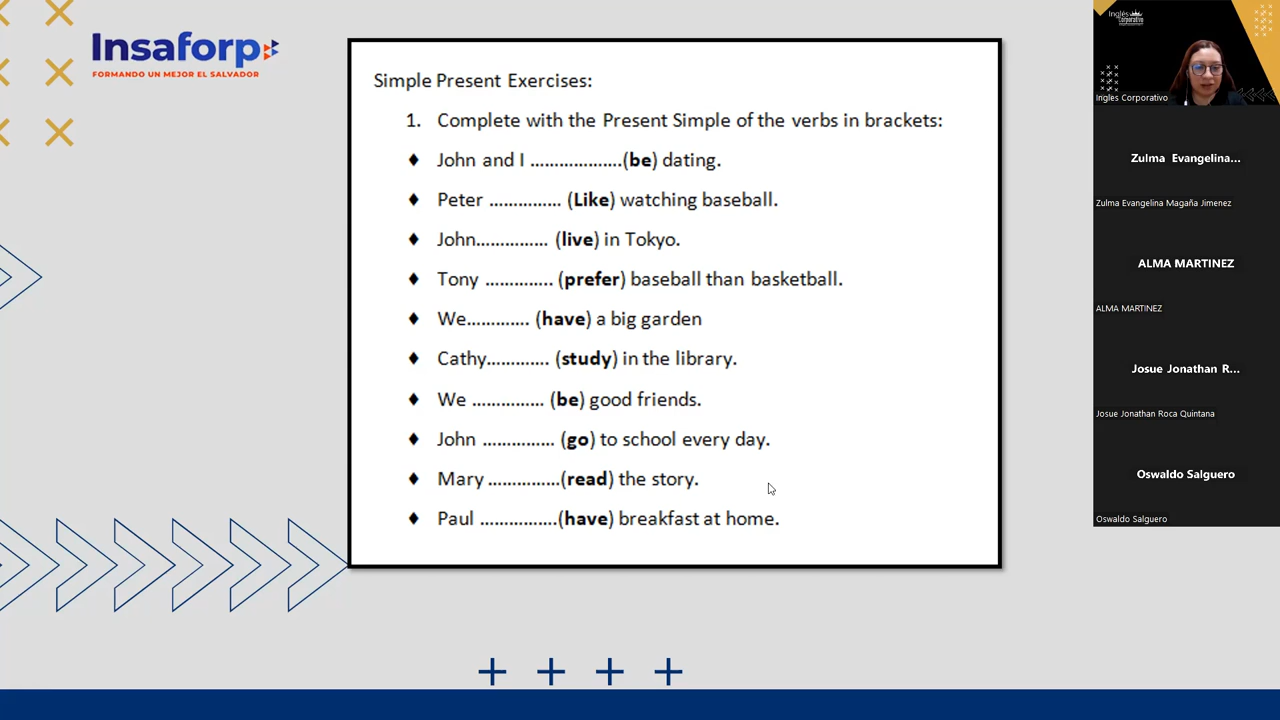 Insaforp
FORMANDO UN MEJOR EL SALVADOR
Simple Present Exercises:
1. Complete with the Present Simple of the verbs in brackets:
♦ John and I ……………….(be) dating.
♦ Peter ………….. (Like) watching baseball.
♦ John…………… (live) in Tokyo.
♦ Tony ………….. (prefer) baseball than basketball.
♦ We…………. (have) a big garden
♦ Cathy…………. (study) in the library.
♦ We …………… (be) good friends.
♦ John …………… (go) to school every day.
♦ Mary ……………(read) the story.
♦ Paul …………….(have) breakfast at home.
Inglés
Corporativo
Ingles Corporativo
Zulma Evangelina...
Zulma Evangelina Magaña Jimenez
ALMA MARTINEZ
ALMA MARTINEZ
Josue Jonathan R...
Josue Jonathan Roca Quintana
Oswaldo Salguero
Oswaldo Salguero